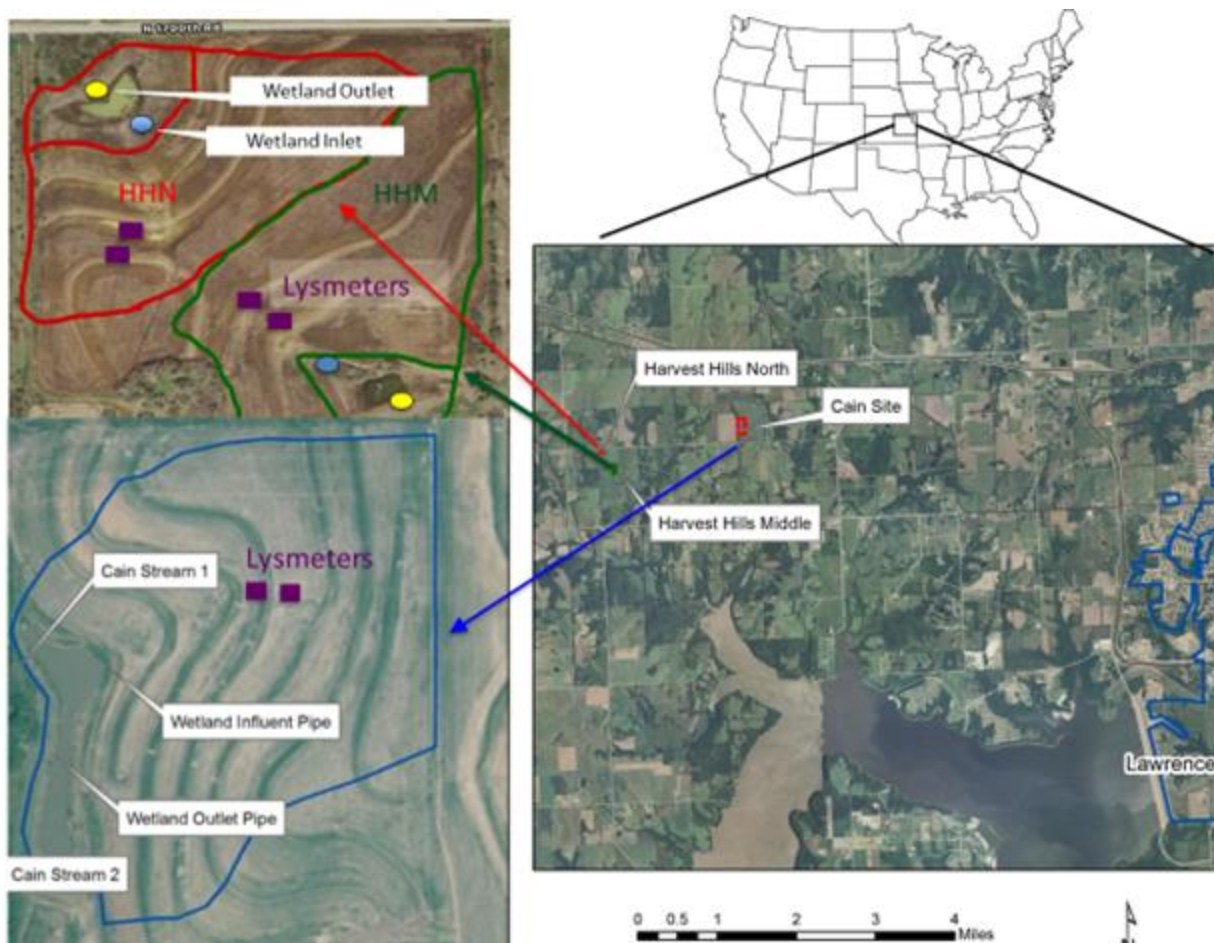 Wetland Outlet
Wetland Inlet
HHN
HHM
Lysmeters
Harvest Hills North
Cain Site
Harvest Hills Middle
Lysmeters
Cain Stream 1
Wetland Influent Pipe
Wetland Outlet Pipe
Cain Stream 2
Lawrence
0 0.5 1 2 3 4
Miles